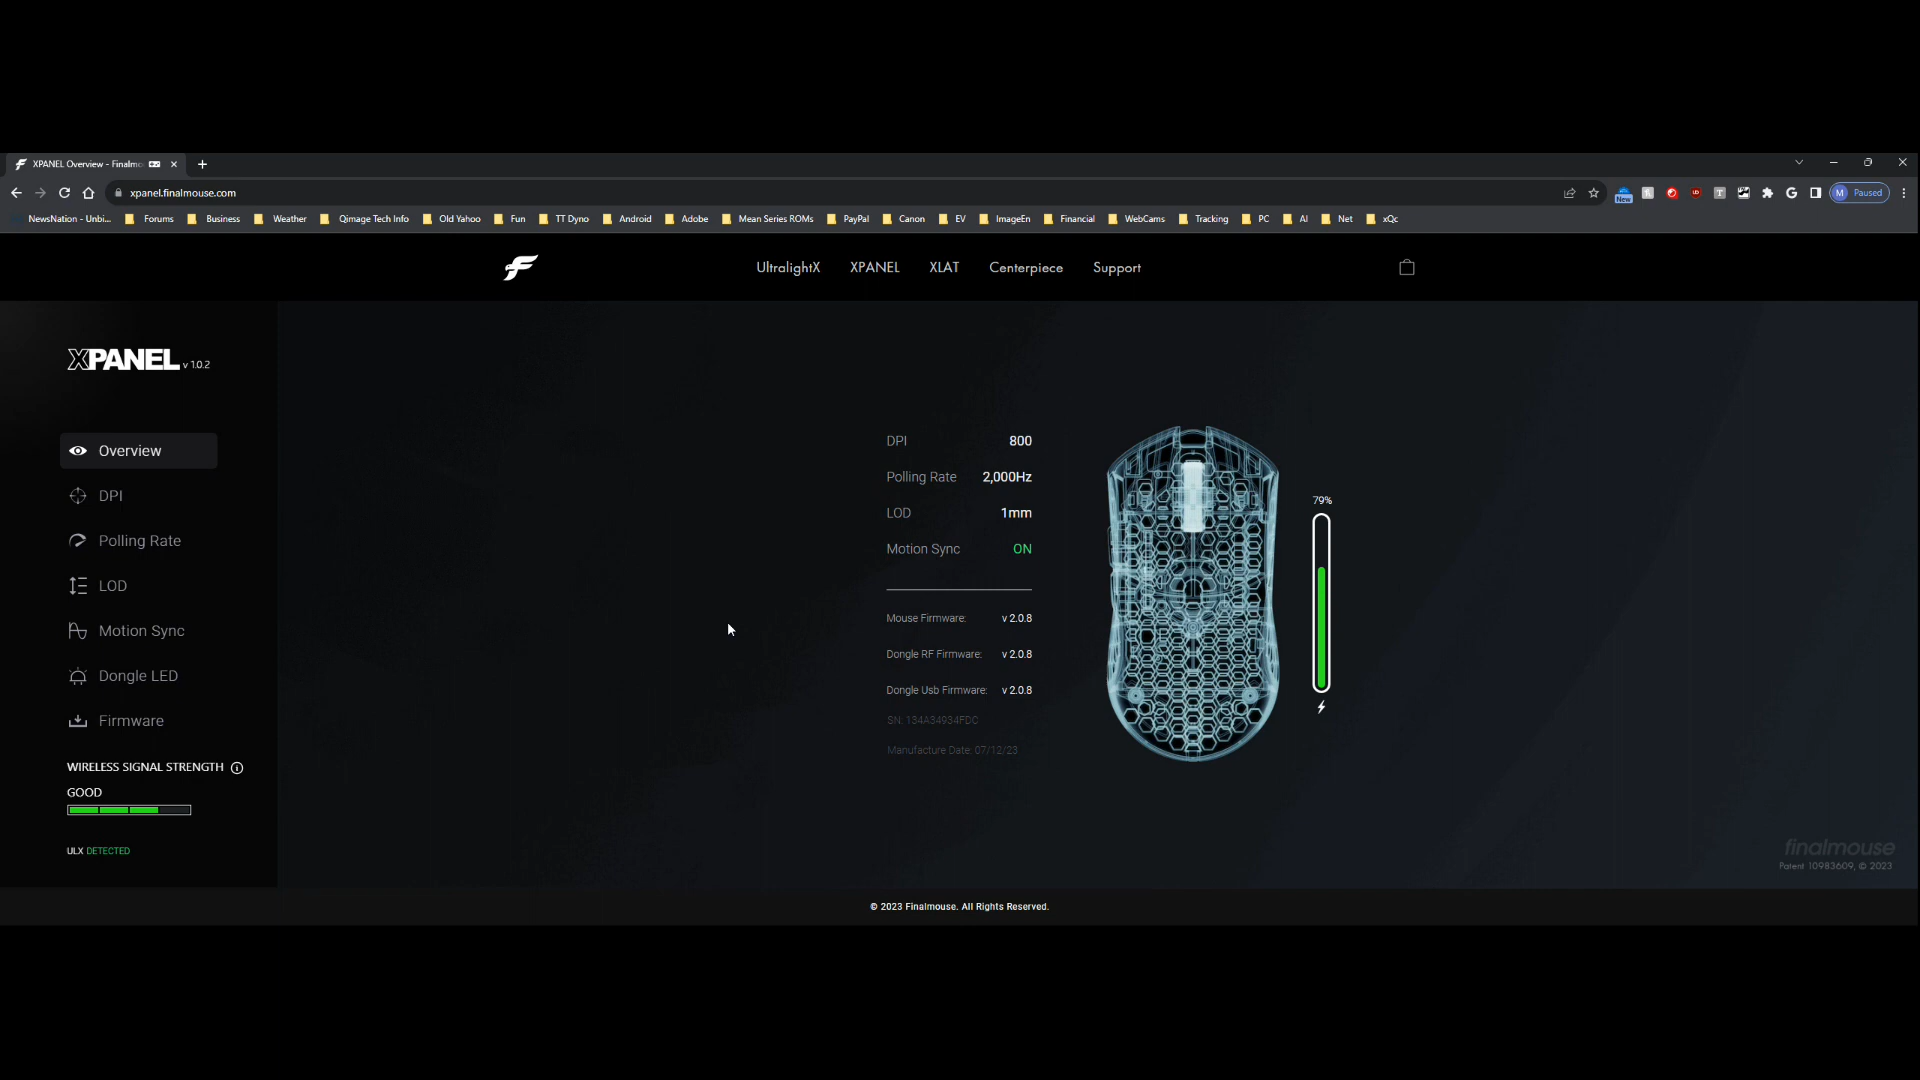 XPANEL Overview - Finalmo
xpanel.finalmouse.com
New
M Paused
NewsNation - Unbi... Forums Business Weather Qimage Tech Info Old Yahoo Fun TT Dyno Android Adobe Mean Series ROMs PayPal Canon EV ImageEn Financial WebCams Tracking PC AI Net xQc
UltralightX XPANEL XLAT Centerpiece Support
XPANEL v 1.0.2
Overview
DPI
Polling Rate
LOD
Motion Sync
Dongle LED
Firmware
WIRELESS SIGNAL STRENGTH
GOOD
ULX DETECTED
DPI 800
Polling Rate 2,000Hz
LOD 1mm
Motion Sync ON
Mouse Firmware: v 2.0.8
Dongle RF Firmware: v 2.0.8
Dongle Usb Firmware: v 2.0.8
SN: 134A34934FDC
Manufacture Date: 07/12/23
79%
finalmouse
Patent 10983609, © 2023
© 2023 Finalmouse. All Rights Reserved.